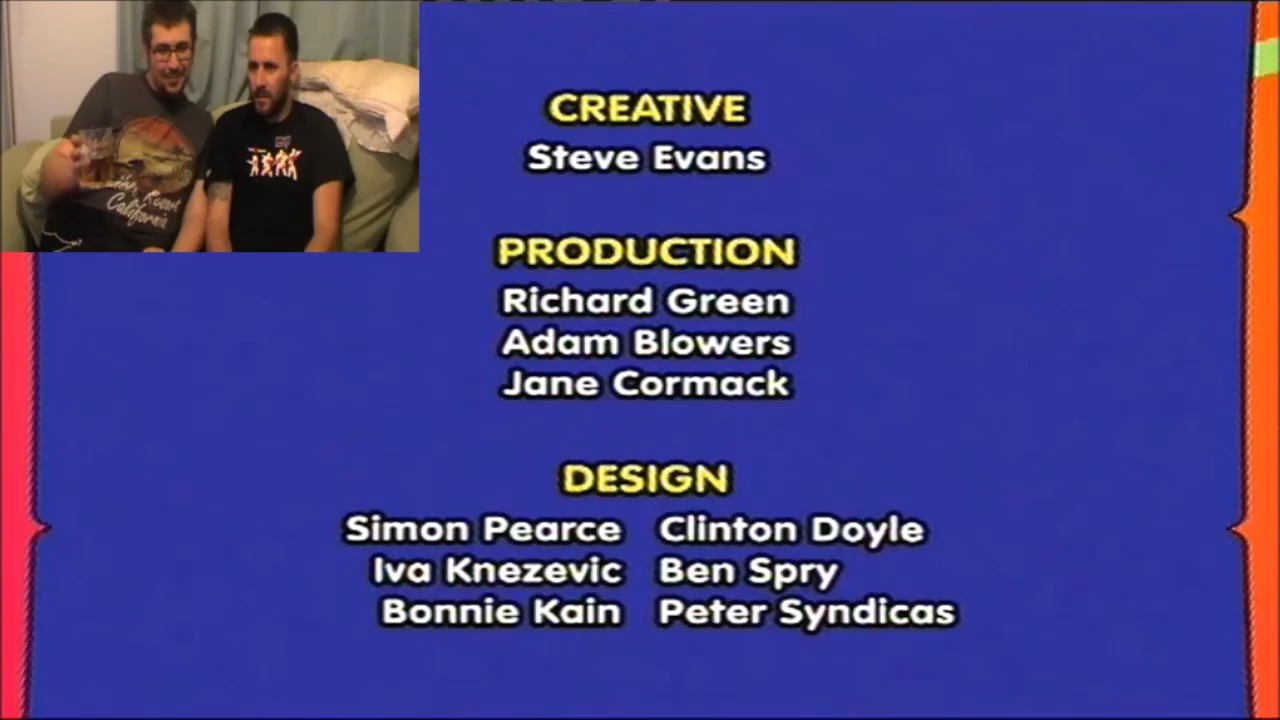 CREATIVE
Steve Evans
PRODUCTION
Richard Green
Adam Blowers
Jane Cormack
DESIGN
Simon Pearce Clinton Doyle
Iva Knezevic Ben Spry
Bonnie Kain Peter Syndicas
California